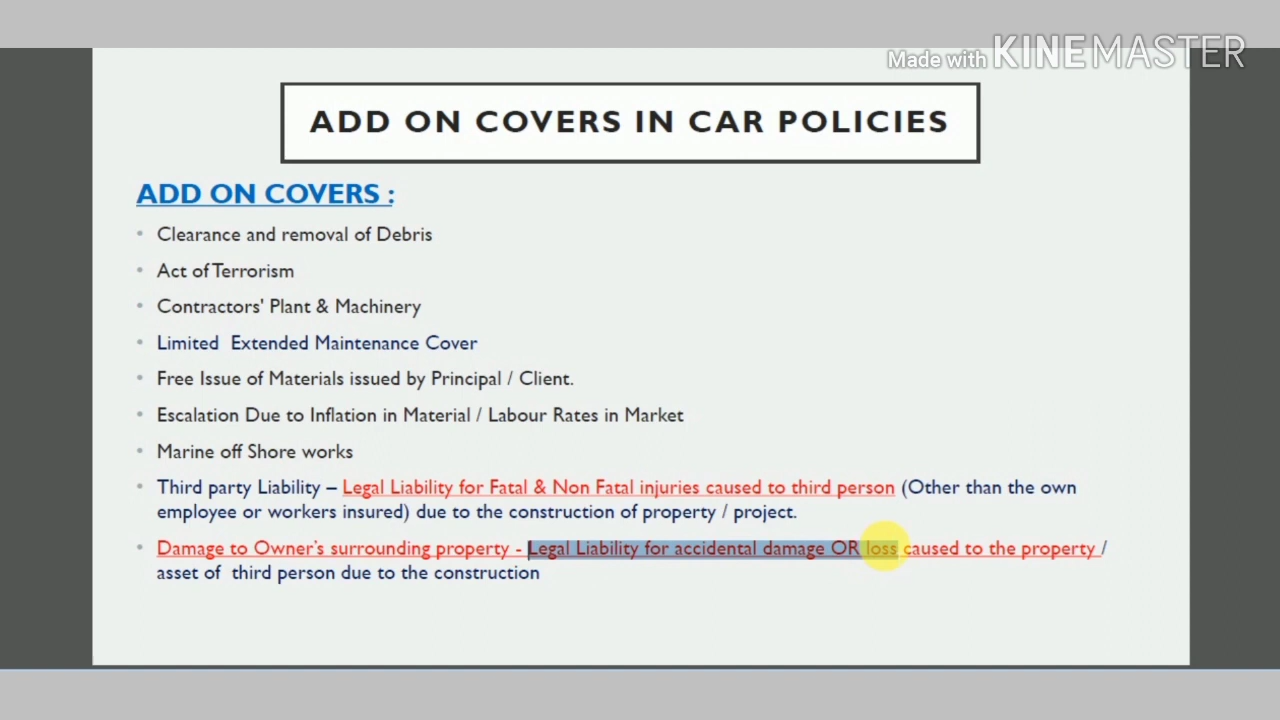 Made with KINEMASTER
ADD ON COVERS IN CAR POLICIES
ADD ON COVERS :
• Clearance and removal of Debris
• Act of Terrorism
• Contractors' Plant & Machinery
• Limited Extended Maintenance Cover
• Free Issue of Materials issued by Principal / Client.
• Escalation Due to Inflation in Material / Labour Rates in Market
• Marine off Shore works
• Third party Liability – Legal Liability for Fatal & Non Fatal injuries caused to third person (Other than the own
employee or workers insured) due to the construction of property / project.
• Damage to Owner's surrounding property - Legal Liability for accidental damage OR loss caused to the property /
asset of third person due to the construction